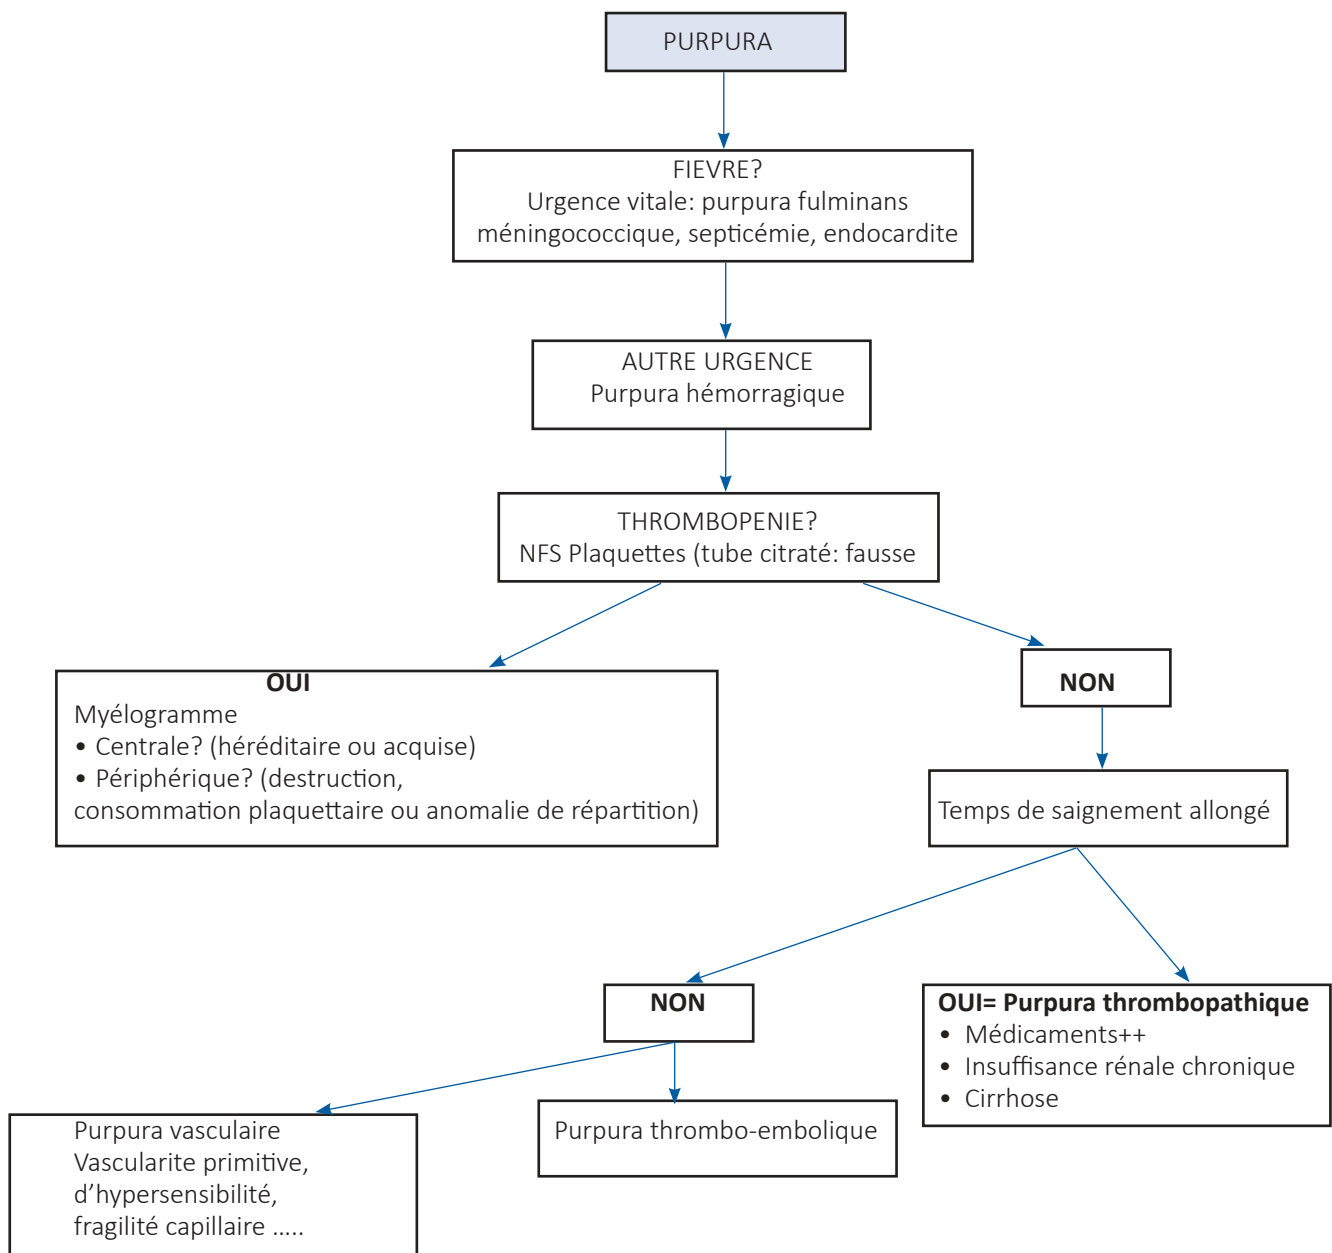 PURPURA
FIEVRE?
Urgence vitale: purpura fulminans
méningococcique, septicémie, endocardite
AUTRE URGENCE
Purpura hémorragique
THROMBOPENIE?
NFS Plaquettes (tube citraté: fausse
OUI
Myélogramme
• Centrale? (héréditaire ou acquise)
• Périphérique? (destruction,
consommation plaquettaire ou anomalie de répartition)
NON
Temps de saignement allongé
NON
OUI= Purpura thrombopathique
• Médicaments++
• Insuffisance rénale chronique
• Cirrhose
Purpura vasculaire
Vascularite primitive,
d'hypersensibilité,
fragilité capillaire .....
Purpura thrombo-embolique